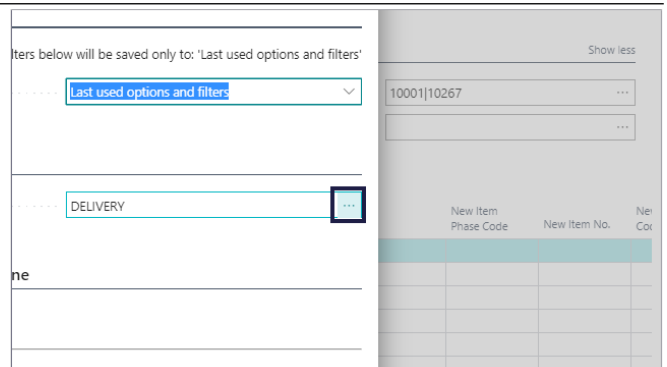 lters below will be saved only to: 'Last used options and filters'
Show less
Last used options and filters
10001|10267
DELIVERY
New Item
Phase Code
New Item No.
ne